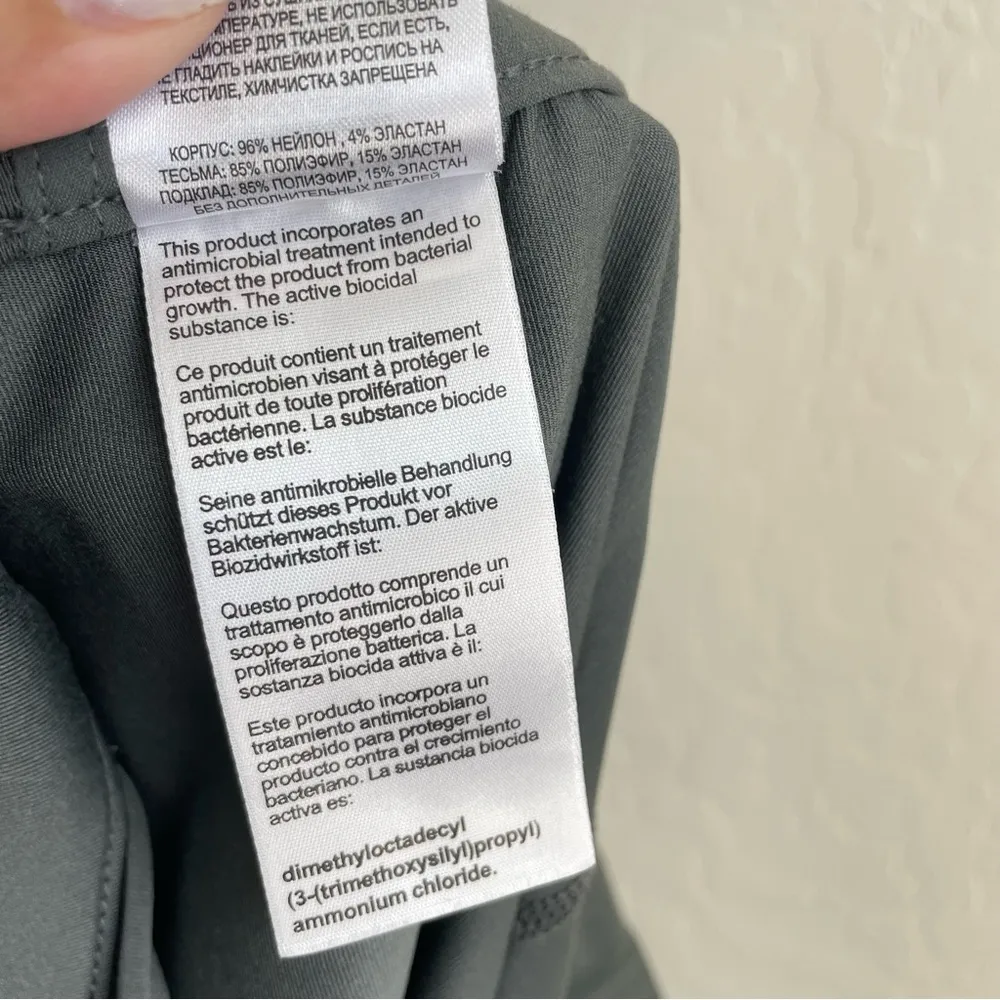 ПЕРАТУРЕ, НЕ ИСПОЛЬЗОВАТЬ
ЦИОНЕР ДЛЯ ТКАНЕЙ, ЕСЛИ ЕСТЬ,
Е ГЛАДИТЬ НАКЛЕЙКИ И РОСПИСЬ НА
ТЕКСТИЛЕ, ХИМЧИСТКА ЗАПРЕЩЕНА
КОРПУС: 96% НЕЙЛОН , 4% ЭЛАСТАН
ТЕСЬМА: 85% ПОЛИЭФИР, 15% ЭЛАСТАН
ПОДКЛАД: 85% ПОЛИЭФИР, 15% ЭЛАСТАН
БЕЗ ДОПОЛНИТЕЛЬНЫХ ДЕТАЛЕЙ
This product incorporates an
antimicrobial treatment intended to
protect the product from bacterial
growth. The active biocidal
substance is:
Ce produit contient un traitement
antimicrobien visant à protéger le
produit de toute prolifération
bactérienne. La substance biocide
active est le:
Seine antimikrobielle Behandlung
schützt dieses Produkt vor
Bakterienwachstum. Der aktive
Biozidwirkstoff ist:
Questo prodotto comprende un
trattamento antimicrobico il cui
scopo è proteggerlo dalla
proliferazione batterica. La
sostanza biocida attiva è il:
Este producto incorpora un
tratamiento antimicrobiano
concebido para proteger el
producto contra el crecimiento
bacteriano. La sustancia biocida
activa es:
dimethyloctadecyl
(3-(trimethoxysilyl)propyl)
ammonium chloride.